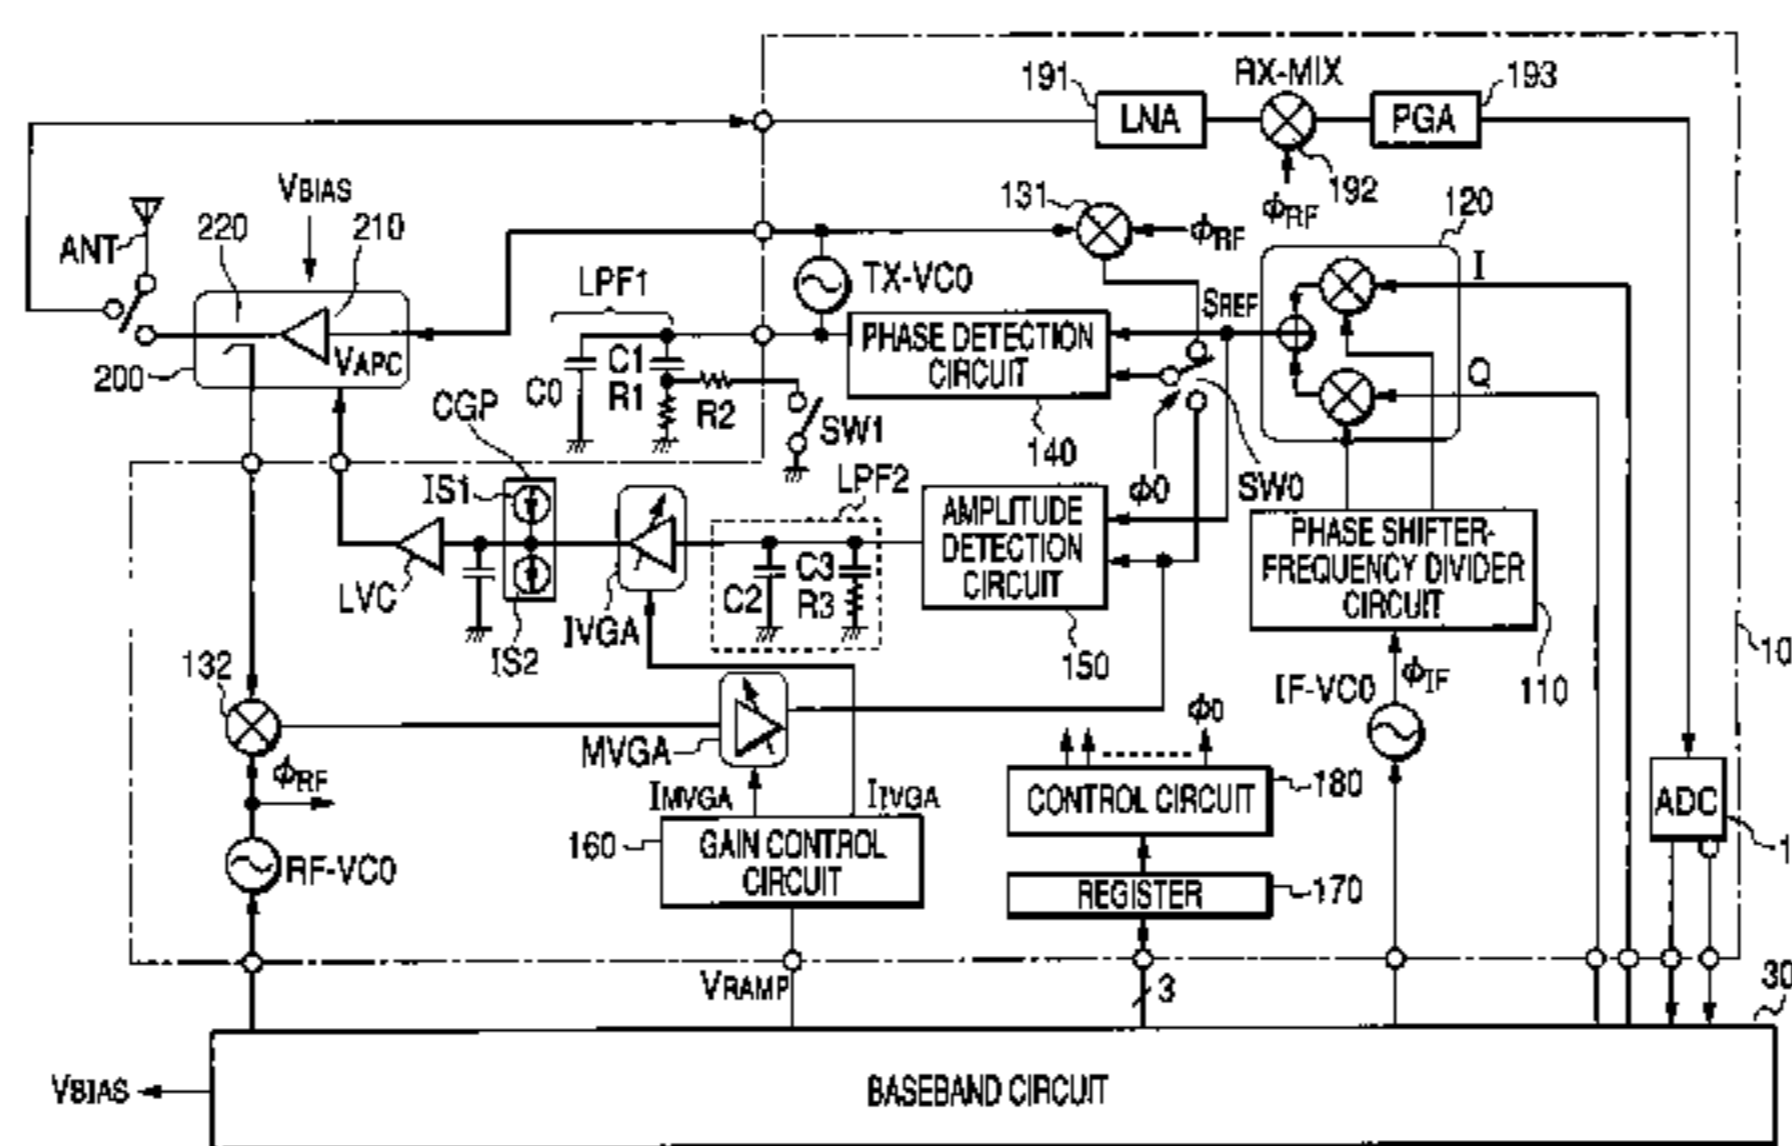 191
RX-MIX
193
LNA
PGA
192
ΦRF
VBIAS
ANT
220
210
131
ΦRF
120
I
LPF1
TX-VCO
SREF
PHASE DETECTION
CIRCUIT
VAPC
200
C0
C1
R1
R2
SW1
CGP
140
Φ0
SW0
Q
IS1
LPF2
AMPLITUDE
DETECTION
CIRCUIT
PHASE SHIFTER-
FREQUENCY DIVIDER
CIRCUIT
LVC
IS2
IVGA
C2
C3
R3
150
10
132
110
IF-VCO
ΦIF
MVGA
Φ0
ΦRF
IMVGA
IIVGA
CONTROL CIRCUIT
180
ADC
160
GAIN CONTROL
CIRCUIT
RF-VCO
REGISTER
170
VRAMP
3
30
VBIAS
BASEBAND CIRCUIT